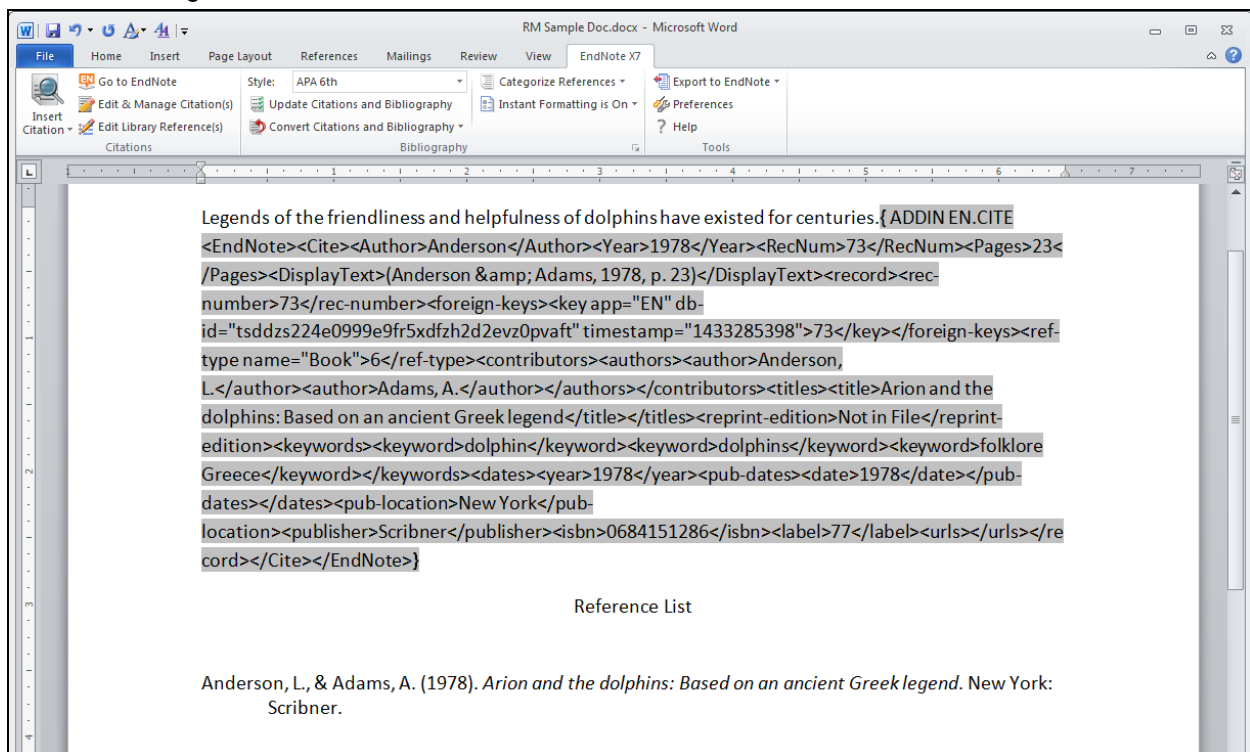 RM Sample Doc.docx - Microsoft Word
File Home Insert Page Layout References Mailings Review View EndNote X7
Go to EndNote Style: APA 6th Categorize References Export to EndNote
Edit & Manage Citation(s) Update Citations and Bibliography Instant Formatting is On Preferences
Insert
Citation Edit Library Reference(s) Convert Citations and Bibliography ? Help
Citations Bibliography Tools
L 1 1 2 3 4 5 6 7
Legends of the friendliness and helpfulness of dolphins have existed for centuries.{ ADDIN EN.CITE
<EndNote><Cite><Author>Anderson</Author><Year>1978</Year><RecNum>73</RecNum><Pages>23<
/Pages><DisplayText>(Anderson &amp; Adams, 1978, p. 23)</DisplayText><record><rec-
number>73</rec-number><foreign-keys><key app="EN" db-
id="tsddzs224e0999e9fr5xdfzh2d2evz0pvaft" timestamp="1433285398">73</key></foreign-keys><ref-
type name="Book">6</ref-type><contributors><authors><author>Anderson,
L.</author><author>Adams, A.</author></authors></contributors><titles><title>Arion and the
dolphins: Based on an ancient Greek legend</title></titles><reprint-edition>Not in File</reprint-
edition><keywords><keyword>dolphin</keyword><keyword>dolphins</keyword><keyword>folklore
Greece</keyword></keywords><dates><year>1978</year><pub-dates><date>1978</date></pub-
dates></dates><pub-location>New York</pub-
location><publisher>Scribner</publisher><isbn>0684151286</isbn><label>77</label><urls></urls></re
cord></Cite></EndNote>}
Reference List
Anderson, L., & Adams, A. (1978). Arion and the dolphins: Based on an ancient Greek legend. New York:
Scribner.